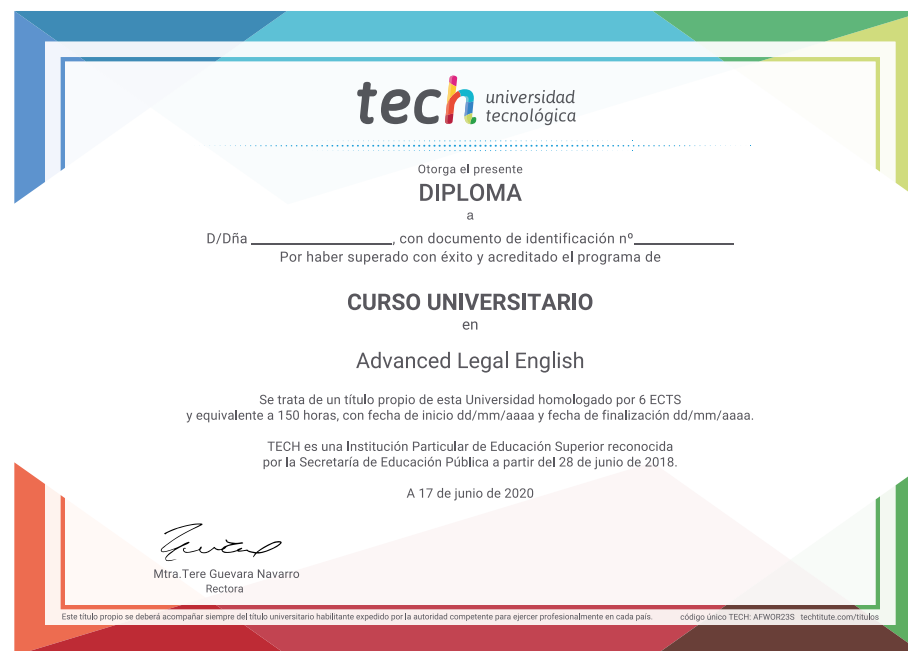 tech universidad
tecnológica
Otorga el presente
DIPLOMA
a
D/Dña ________________, con documento de identificación nº____________
Por haber superado con éxito y acreditado el programa de
CURSO UNIVERSITARIO
en
Advanced Legal English
Se trata de un título propio de esta Universidad homologado por 6 ECTS
y equivalente a 150 horas, con fecha de inicio dd/mm/aaaa y fecha de finalización dd/mm/aaaa.
TECH es una Institución Particular de Educación Superior reconocida
por la Secretaría de Educación Pública a partir del 28 de junio de 2018.
A 17 de junio de 2020
Mtra.Tere Guevara Navarro
Rectora
Este título propio se deberá acompañar siempre del título universitario habilitante expedido por la autoridad competente para ejercer profesionalmente en cada país. código único TECH: AFWOR23S techtitute.com/titulos